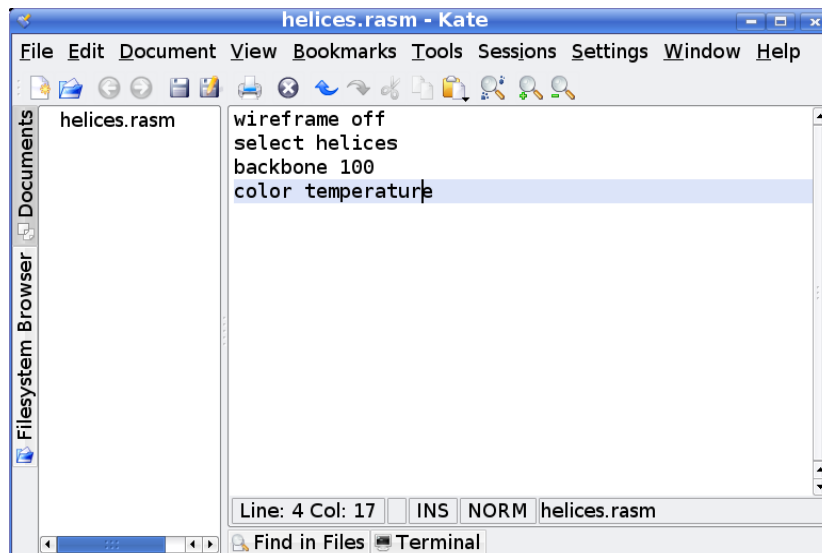 helices.rasm - Kate
File Edit Document View Bookmarks Tools Sessions Settings Window Help
Documents
Filesystem Browser
helices.rasm
wireframe off
select helices
backbone 100
color temperature
Line: 4 Col: 17 INS NORM helices.rasm
Find in Files Terminal